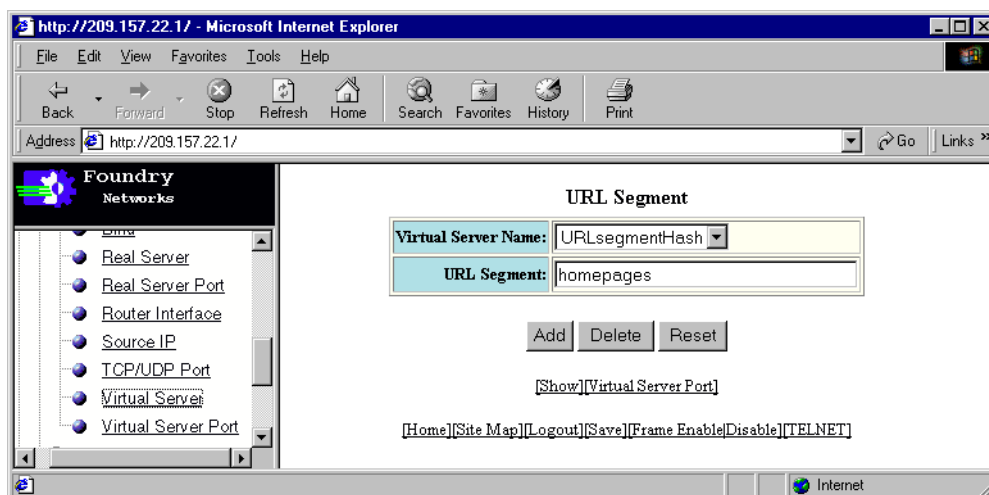 http://209.157.22.1/ - Microsoft Internet Explorer
File Edit View Favorites Tools Help
Back Forward Stop Refresh Home Search Favorites History Print
Address http://209.157.22.1/ Go Links »
Foundry
Networks
Real Server
Real Server Port
Router Interface
Source IP
TCP/UDP Port
Virtual Server
Virtual Server Port
URL Segment
Virtual Server Name: URLsegmentHash
URL Segment: homepages
Add Delete Reset
[Show][Virtual Server Port]
[Home][Site Map][Logout][Save][Frame Enable|Disable][TELNET]
Internet